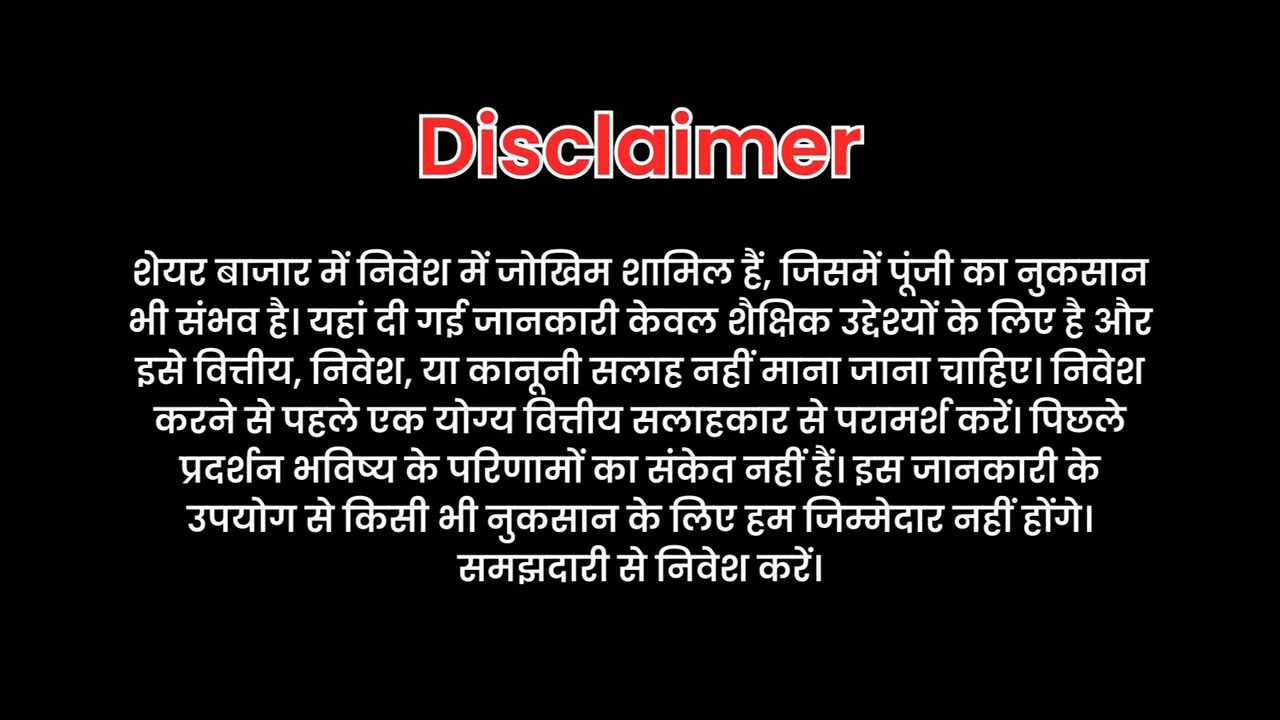 Disclaimer
शेयर बाजार में निवेश में जोखिम शामिल हैं, जिसमें पूंजी का नुकसान
भी संभव है। यहां दी गई जानकारी केवल शैक्षिक उद्देश्यों के लिए है और
इसे वित्तीय, निवेश, या कानूनी सलाह नहीं माना जाना चाहिए। निवेश
करने से पहले एक योग्य वित्तीय सलाहकार से परामर्श करें। पिछले
प्रदर्शन भविष्य के परिणामों का संकेत नहीं हैं। इस जानकारी के
उपयोग से किसी भी नुकसान के लिए हम जिम्मेदार नहीं होंगे।
समझदारी से निवेश करें।